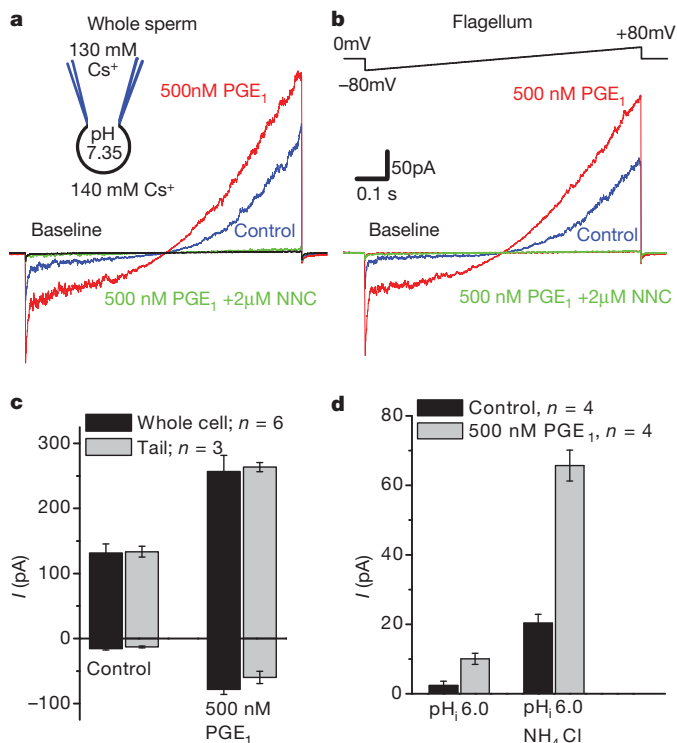 a Whole sperm
130 mM
Cs⁺
500nM PGE₁
pH
7.35
140 mM Cs⁺
Baseline
Control
500 nM PGE₁ +2μM NNC
b Flagellum
0mV
+80mV
−80mV
500 nM PGE₁
50pA
0.1 s
Baseline
Control
500 nM PGE₁ +2μM NNC
c
Whole cell; n = 6
Tail; n = 3
300
200
100
0
−100
I (pA)
Control
500 nM
PGE₁
d
Control, n = 4
500 nM PGE₁, n = 4
80
60
40
20
0
I (pA)
pHᵢ 6.0
pHᵢ 6.0
NH₄Cl